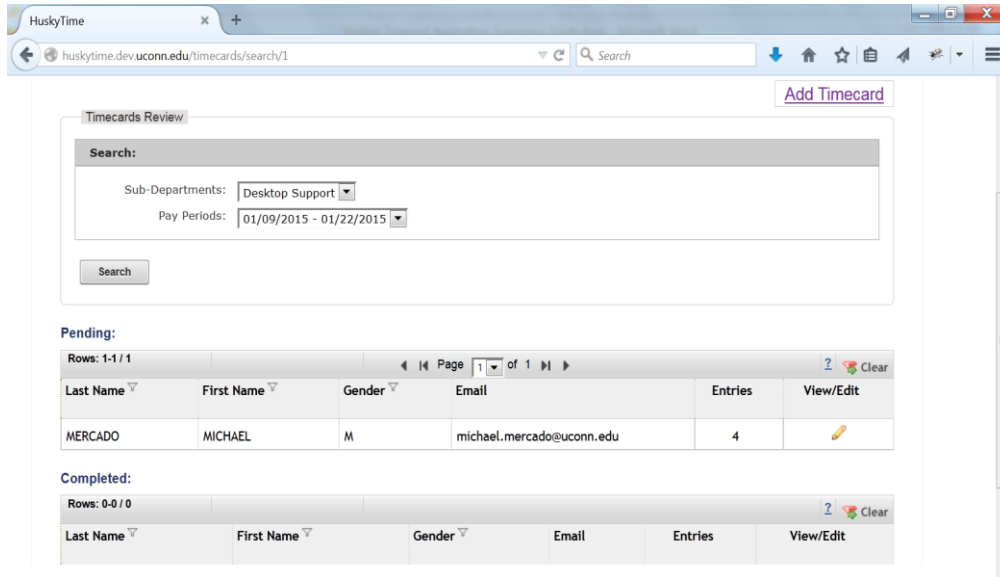 HuskyTime
huskytime.dev.uconn.edu/timecards/search/1
Search
Add Timecard
Timecards Review
Search:
Sub-Departments: Desktop Support
Pay Periods: 01/09/2015 - 01/22/2015
Search
Pending:
Rows: 1-1 / 1 Page 1 of 1 ? Clear
Last Name First Name Gender Email Entries View/Edit
MERCADO MICHAEL M michael.mercado@uconn.edu 4
Completed:
Rows: 0-0 / 0 ? Clear
Last Name First Name Gender Email Entries View/Edit